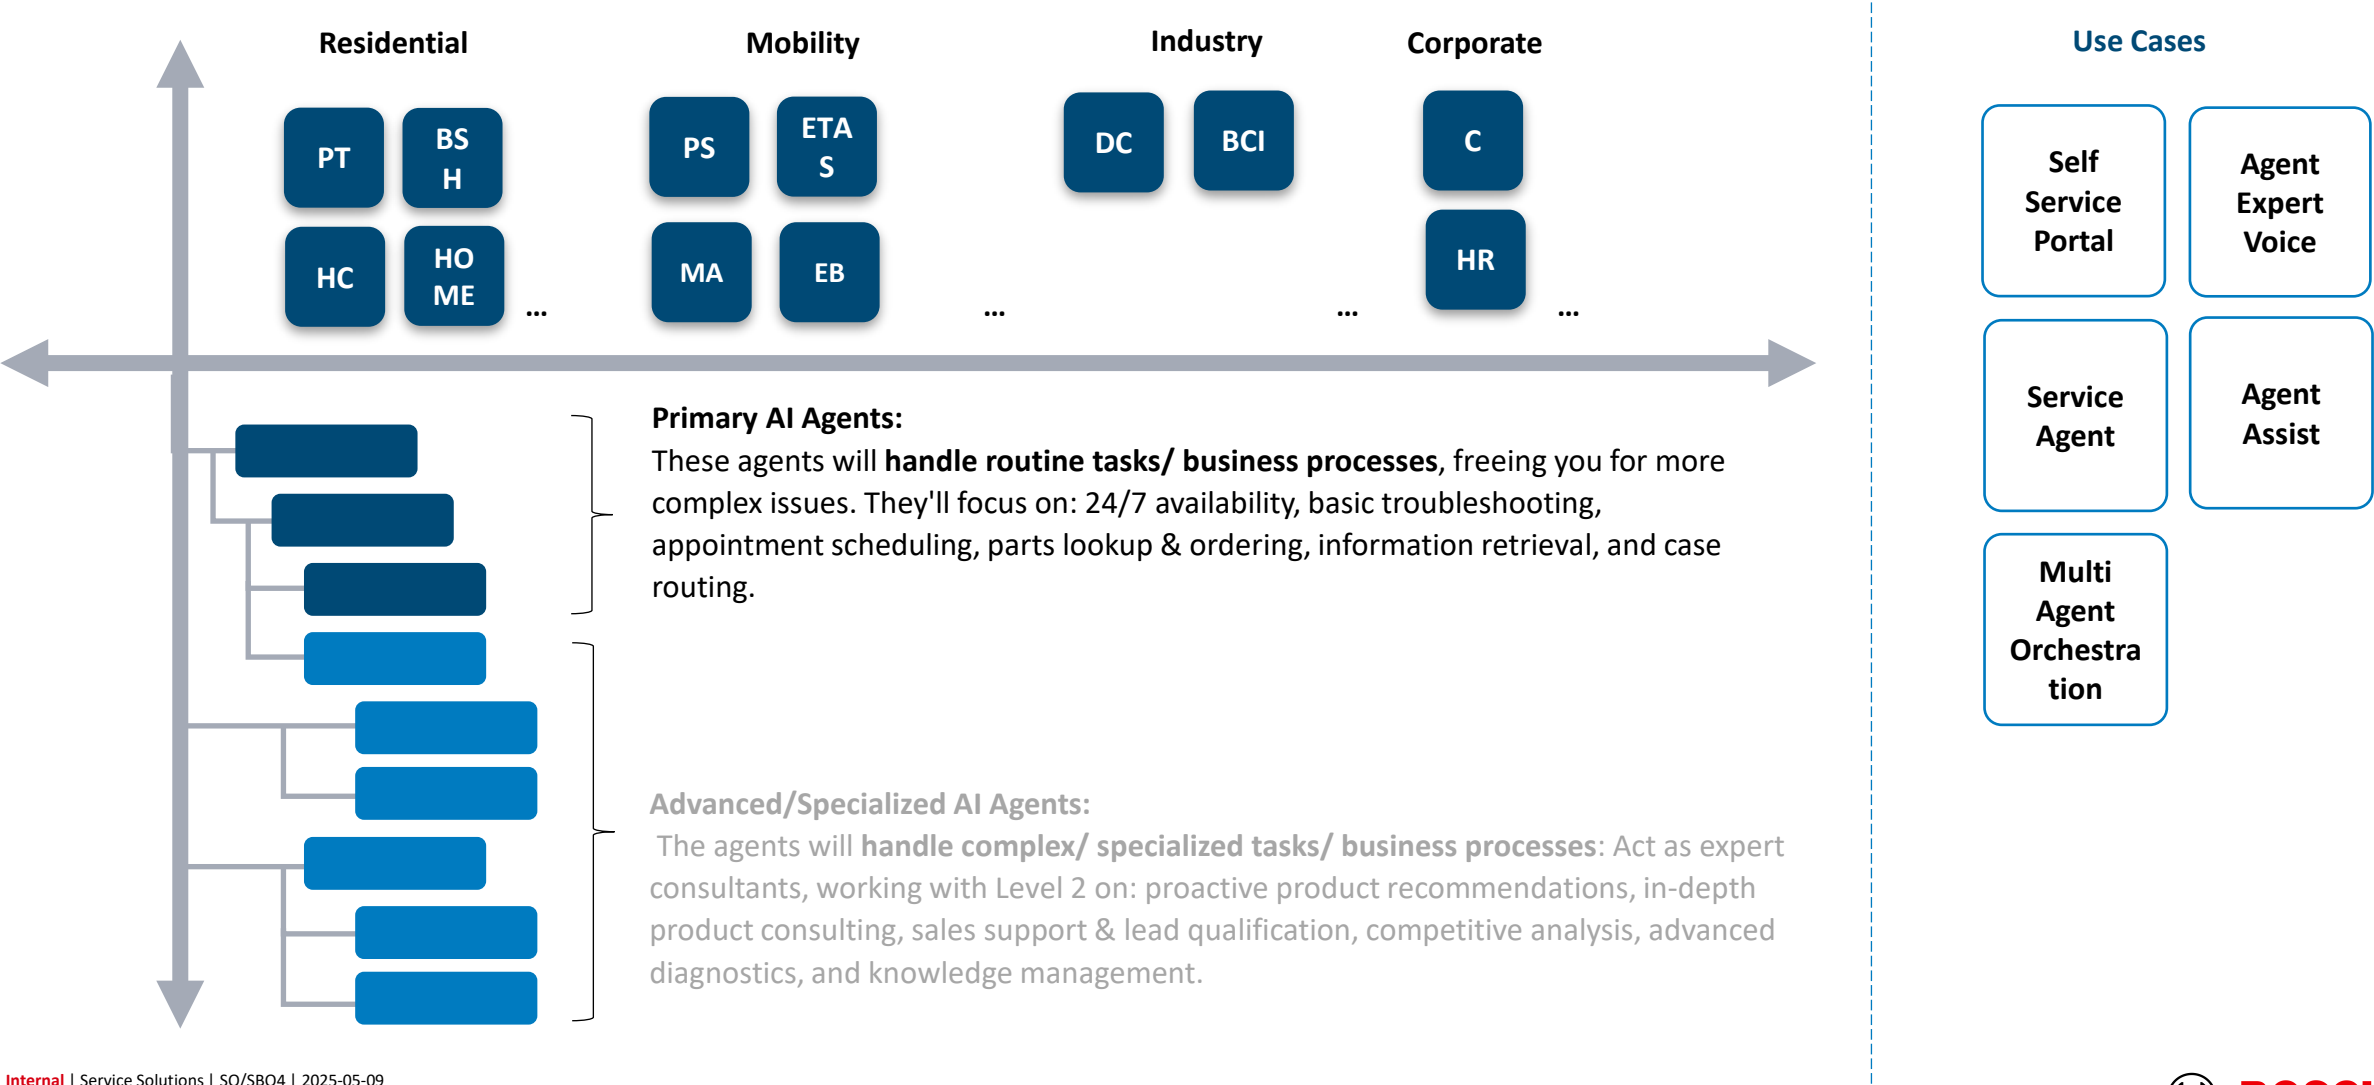 Residential
Mobility
Industry
Corporate
Use Cases
PT
BS
H
HC
HO
ME
...
PS
ETA
S
MA
EB
...
DC
BCI
...
C
HR
...
Self
Service
Portal
Agent
Expert
Voice
Service
Agent
Agent
Assist
Multi
Agent
Orchestra
tion
Primary AI Agents:
These agents will handle routine tasks/ business processes, freeing you for more
complex issues. They'll focus on: 24/7 availability, basic troubleshooting,
appointment scheduling, parts lookup & ordering, information retrieval, and case
routing.
Advanced/Specialized AI Agents:
The agents will handle complex/ specialized tasks/ business processes: Act as expert
consultants, working with Level 2 on: proactive product recommendations, in-depth
product consulting, sales support & lead qualification, competitive analysis, advanced
diagnostics, and knowledge management.
Internal | Service Solutions | SO/SBO4 | 2025-05-09